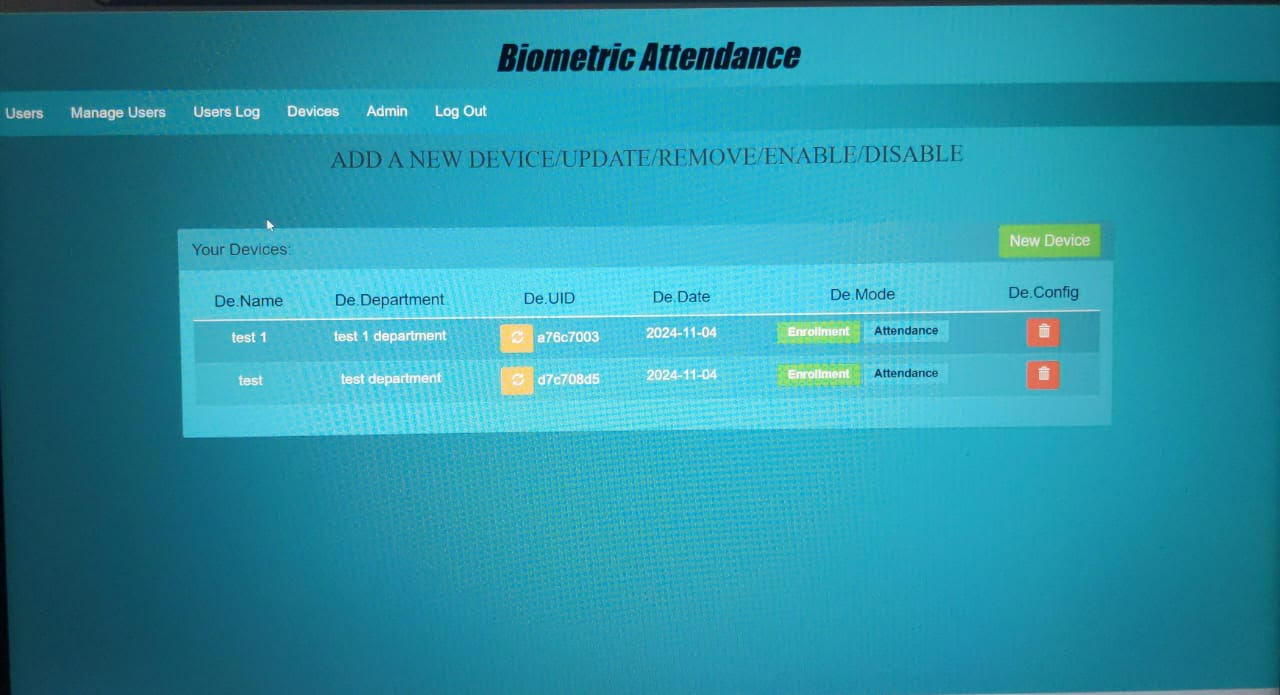 Biometric Attendance
Users Manage Users Users Log Devices Admin Log Out
ADD A NEW DEVICE/UPDATE/REMOVE/ENABLE/DISABLE
Your Devices: New Device
De.Name De.Department De.UID De.Date De.Mode De.Config
test 1 test 1 department a76c7003 2024-11-04 Enrollment Attendance
test test department d7c708d5 2024-11-04 Enrollment Attendance